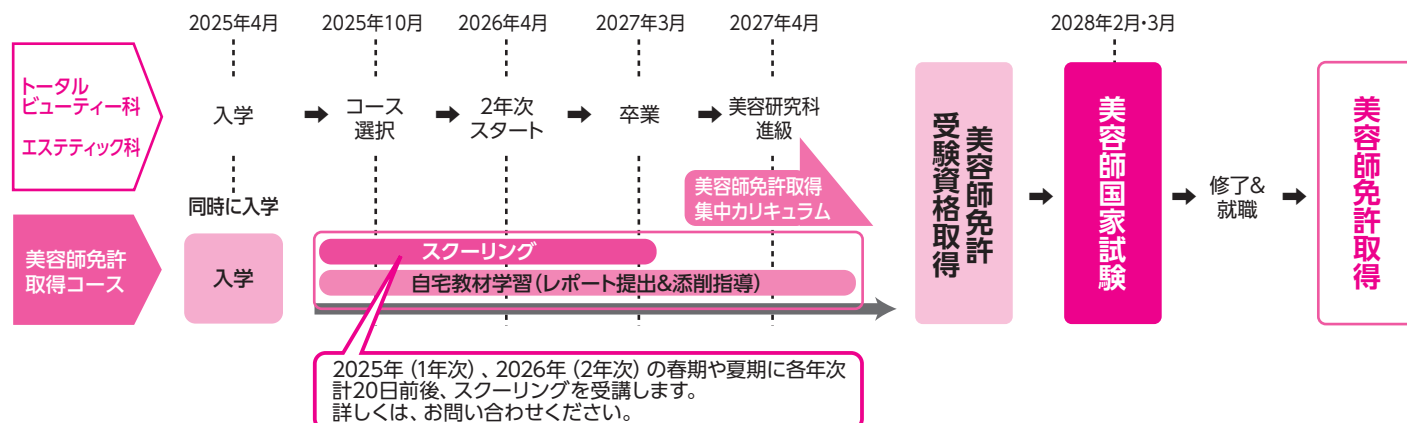 2025年4月
2025年10月
2026年4月
2027年3月
2027年4月
2028年2月・3月
トータル
ビューティー科
エステティック科
入学
コース
選択
2年次
スタート
卒業
美容研究科
進級
美容師免許取得
集中カリキュラム
同時に入学
美容師免許
取得コース
入学
スクーリング
自宅教材学習（レポート提出&添削指導）
2025年（1年次）、2026年（2年次）の春期や夏期に各年次
計20日前後、スクーリングを受講します。
詳しくは、お問い合わせください。
美容師免許
受験資格取得
美容師国家試験
修了&
就職
美容師免許取得